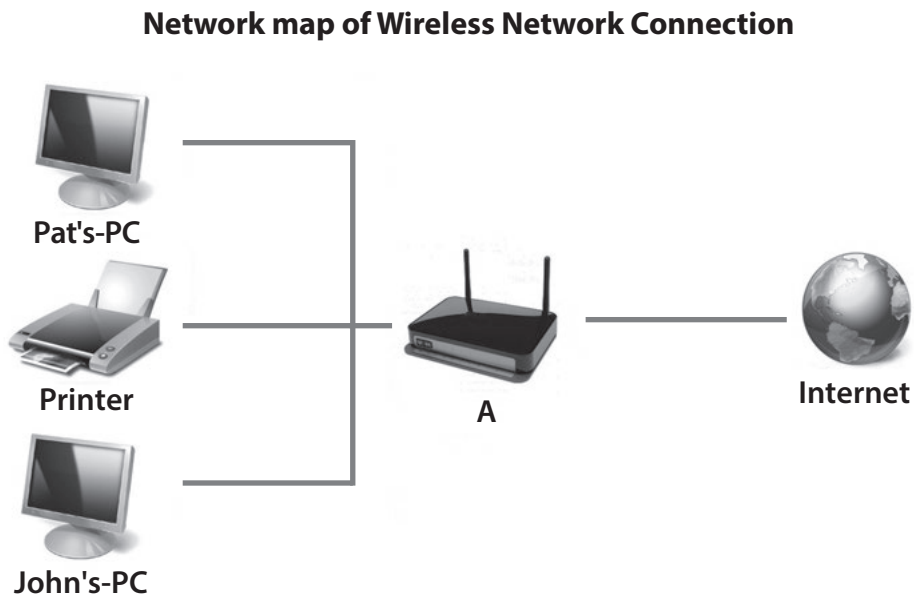 Network map of Wireless Network Connection
Pat's-PC
Printer
John's-PC
A
Internet